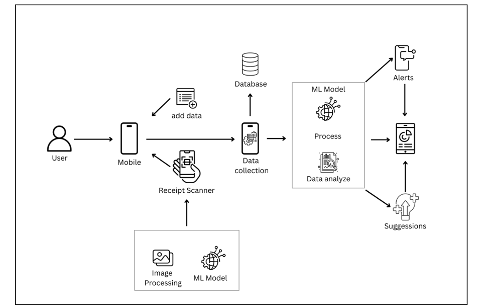 Database
Alerts
ML Model
add data
Process
User
Mobile
Data
collection
Data analyze
Receipt Scanner
Suggessions
Image
Processing
ML Model